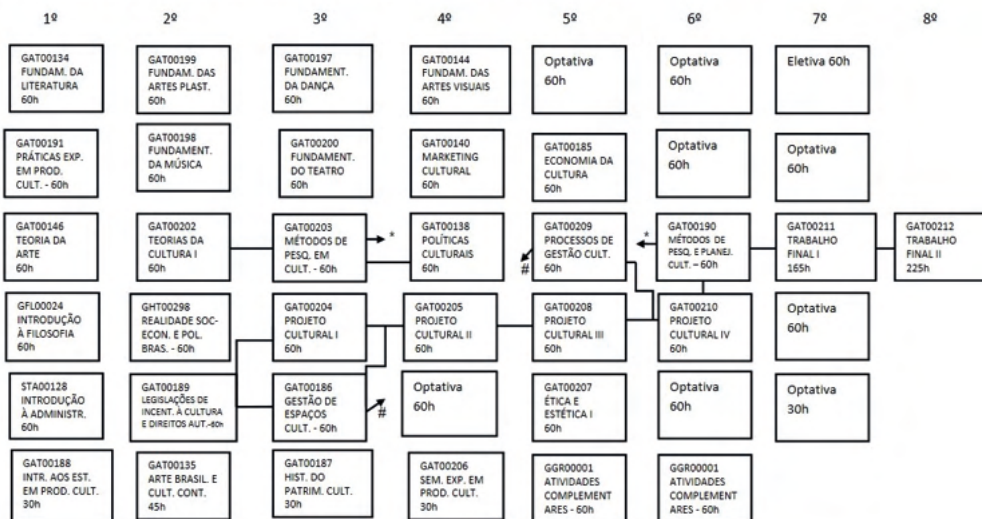 1º 2º 3º 4º 5º 6º 7º 8º
GAT00134
FUNDAM. DA
LITERATURA
60h
GAT00199
FUNDAM. DAS
ARTES PLAST.
60h
GAT00197
FUNDAMENT.
DA DANÇA
60h
GAT00144
FUNDAM. DAS
ARTES VISUAIS
60h
Optativa
60h
Optativa
60h
Eletiva 60h
GAT00191
PRÁTICAS EXP.
EM PROD.
CULT. - 60h
GAT00198
FUNDAMENT.
DA MÚSICA
60h
GAT00200
FUNDAMENT.
DO TEATRO
60h
GAT00140
MARKETING
CULTURAL
60h
GAT00185
ECONOMIA DA
CULTURA
60h
Optativa
60h
Optativa
60h
GAT00146
TEORIA DA
ARTE
60h
GAT00202
TEORIAS DA
CULTURA I
60h
GAT00203
MÉTODOS DE
PESQ. EM
CULT. - 60h
*
GAT00138
POLÍTICAS
CULTURAIS
60h
#
GAT00209
PROCESSOS DE
GESTÃO CULT.
60h
*
GAT00190
MÉTODOS DE
PESQ. E PLANEJ.
CULT. – 60h
GAT00211
TRABALHO
FINAL I
165h
GAT00212
TRABALHO
FINAL II
225h
GFL00024
INTRODUÇÃO
À FILOSOFIA
60h
GHT00298
REALIDADE SOC-
ECON. E POL.
BRAS. - 60h
GAT00204
PROJETO
CULTURAL I
60h
GAT00205
PROJETO
CULTURAL II
60h
GAT00208
PROJETO
CULTURAL III
60h
GAT00210
PROJETO
CULTURAL IV
60h
Optativa
60h
STA00128
INTRODUÇÃO
À ADMINISTR.
60h
GAT00189
LEGISLAÇÕES DE
INCENT. À CULTURA
E DIREITOS AUT.-60h
GAT00186
GESTÃO DE
ESPAÇOS
CULT. - 60h
#
Optativa
60h
GAT00207
ÉTICA E
ESTÉTICA I
60h
Optativa
60h
Optativa
30h
GAT00188
INTR. AOS EST.
EM PROD. CULT.
30h
GAT00135
ARTE BRASIL. E
CULT. CONT.
45h
GAT00187
HIST. DO
PATRIM. CULT.
30h
GAT00206
SEM. EXP. EM
PROD. CULT.
30h
GGR00001
ATIVIDADES
COMPLEMENT
ARES - 60h
GGR00001
ATIVIDADES
COMPLEMENT
ARES - 60h